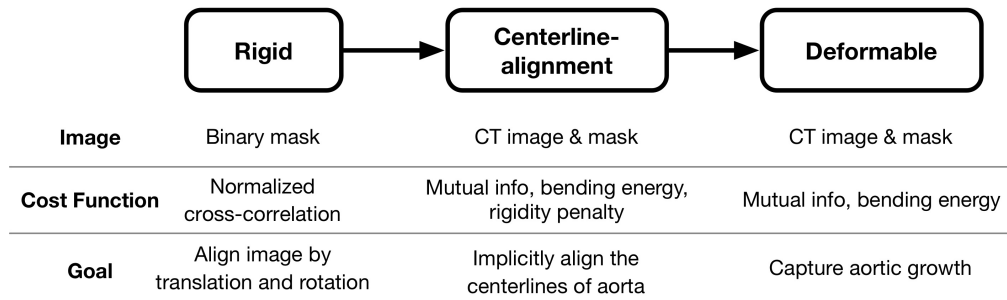 Rigid
Centerline-
alignment
Deformable
Image
Binary mask
CT image & mask
CT image & mask
Cost Function
Normalized
cross-correlation
Mutual info, bending energy,
rigidity penalty
Mutual info, bending energy
Goal
Align image by
translation and rotation
Implicitly align the
centerlines of aorta
Capture aortic growth